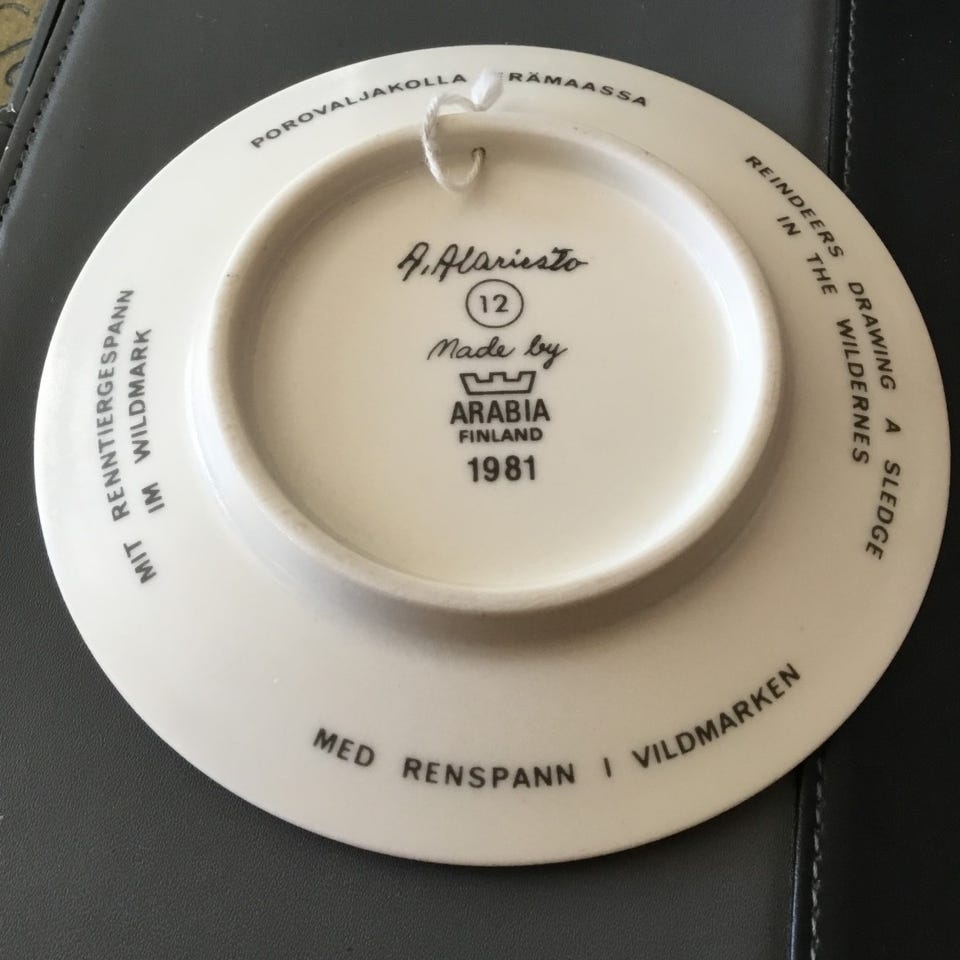 POROVALJAKOLLA ERÄMAASSA
REINDEERS DRAWING A SLEDGE
IN THE WILDERNES
A. Alariesto
12
Made by
ARABIA
FINLAND
1981
MIT RENNTIERGESPANN
IM WILDMARK
MED RENSPANN I VILDMARKEN